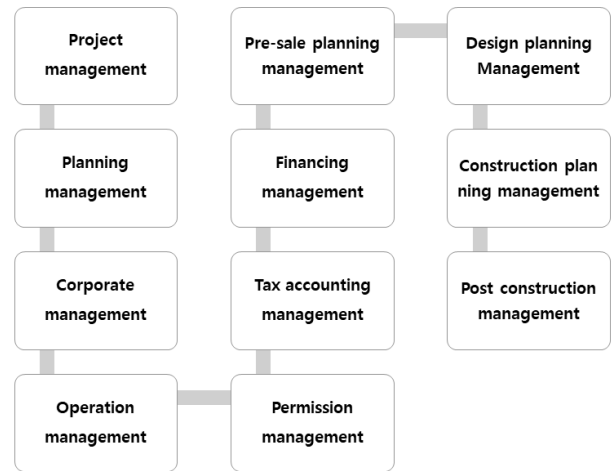 Project
management
Planning
management
Corporate
management
Operation
management
Permission
management
Tax accounting
management
Financing
management
Pre-sale planning
management
Design planning
Management
Construction plan
ning management
Post construction
management